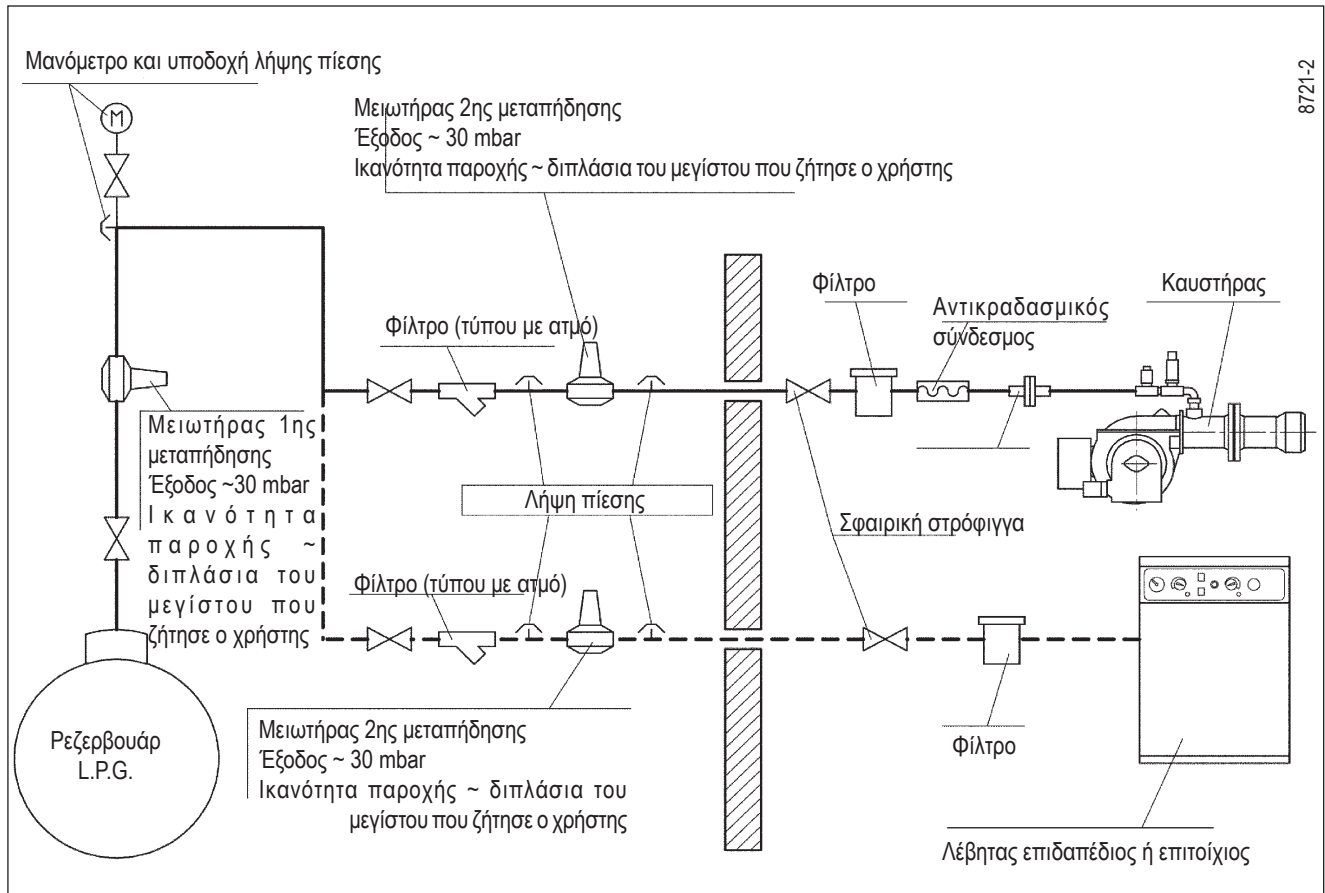 Μανόμετρο και υποδοχή λήψης πίεσης
8721-2
M
Μειωτήρας 2ης μεταπήδησης
Έξοδος ~ 30 mbar
Ικανότητα παροχής ~ διπλάσια του μεγίστου που ζήτησε ο χρήστης
Φίλτρο
Καυστήρας
Αντικραδασμικός
σύνδεσμος
Φίλτρο (τύπου με ατμό)
Μειωτήρας 1ης
μεταπήδησης
Έξοδος ~30 mbar
Ικανότητα
παροχής ~
διπλάσια του
μεγίστου που
ζήτησε ο χρήστης
Λήψη πίεσης
Σφαιρική στρόφιγγα
Φίλτρο (τύπου με ατμό)
Ρεζερβουάρ
L.P.G.
Μειωτήρας 2ης μεταπήδησης
Έξοδος ~ 30 mbar
Ικανότητα παροχής ~ διπλάσια του
μεγίστου που ζήτησε ο χρήστης
Φίλτρο
Λέβητας επιδαπέδιος ή επιτοίχιος